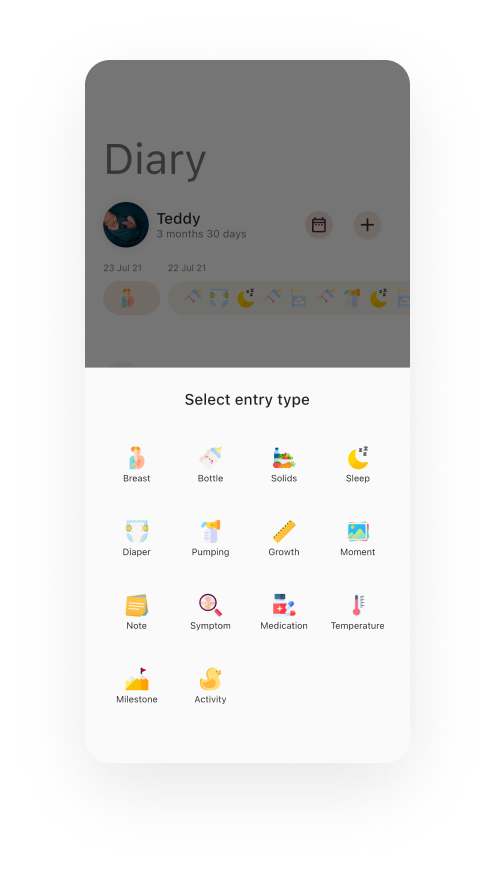 Diary
Teddy
3 months 30 days
23 Jul 21 22 Jul 21
Select entry type
Breast Bottle Solids Sleep
Diaper Pumping Growth Moment
Note Symptom Medication Temperature
Milestone Activity